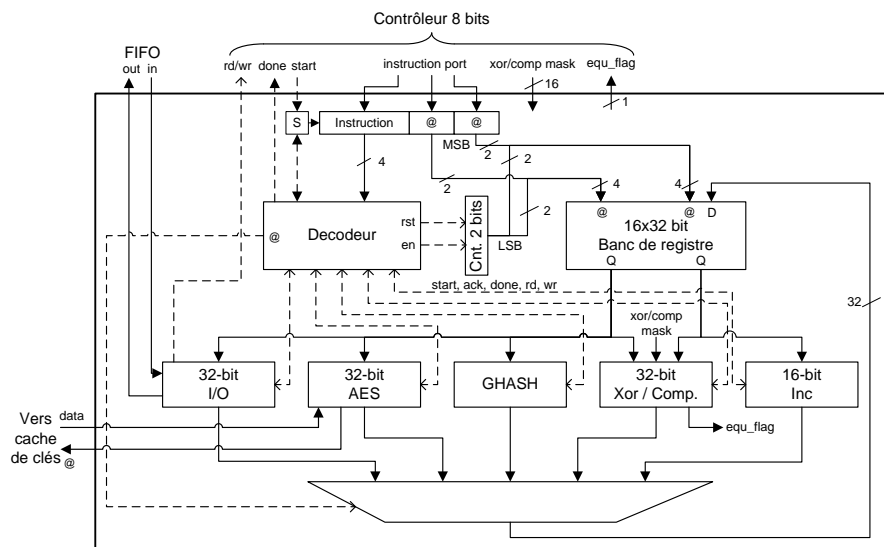 Contrôleur 8 bits
FIFO
out in
rd/wr done start
instruction port
xor/comp mask
equ_flag
16
1
S
Instruction
@
@
MSB
2
2
4
2
4
4
2
Decodeur
@
rst
en
Cnt. 2 bits
LSB
@
@ D
16x32 bit
Banc de registre
Q
Q
32
start, ack, done, rd, wr
xor/comp
mask
32-bit
I/O
32-bit
AES
GHASH
32-bit
Xor / Comp.
16-bit
Inc
equ_flag
Vers
cache
de clés
data
@